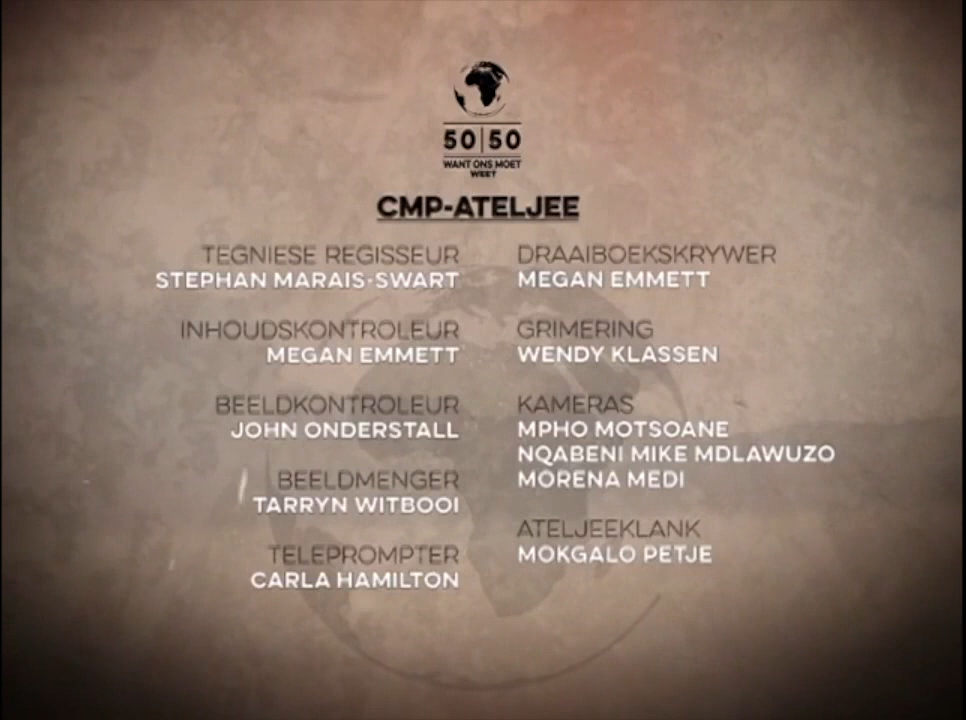 50|50
WANT ONS MOET
WEET
CMP-ATELJEE
TEGNIESE REGISSEUR
STEPHAN MARAIS-SWART
INHOUDSKONTROLEUR
MEGAN EMMETT
BEELDKONTROLEUR
JOHN ONDERSTALL
BEELDMENGER
TARRYN WITBOOI
TELEPROMPTER
CARLA HAMILTON
DRAAIBOEKSKRYWER
MEGAN EMMETT
GRIMERING
WENDY KLASSEN
KAMERAS
MPHO MOTSOANE
NQABENI MIKE MDLAWUZO
MORENA MEDI
ATELJEEKLANK
MOKGALO PETJE